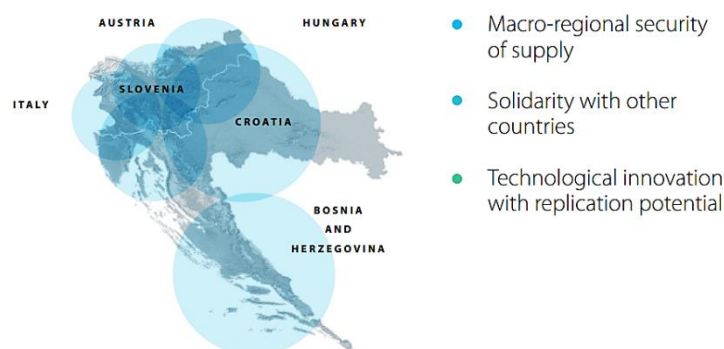 AUSTRIA
HUNGARY
ITALY
SLOVENIA
CROATIA
BOSNIA
AND
HERZEGOVINA
Macro-regional security
of supply
Solidarity with other
countries
Technological innovation
with replication potential